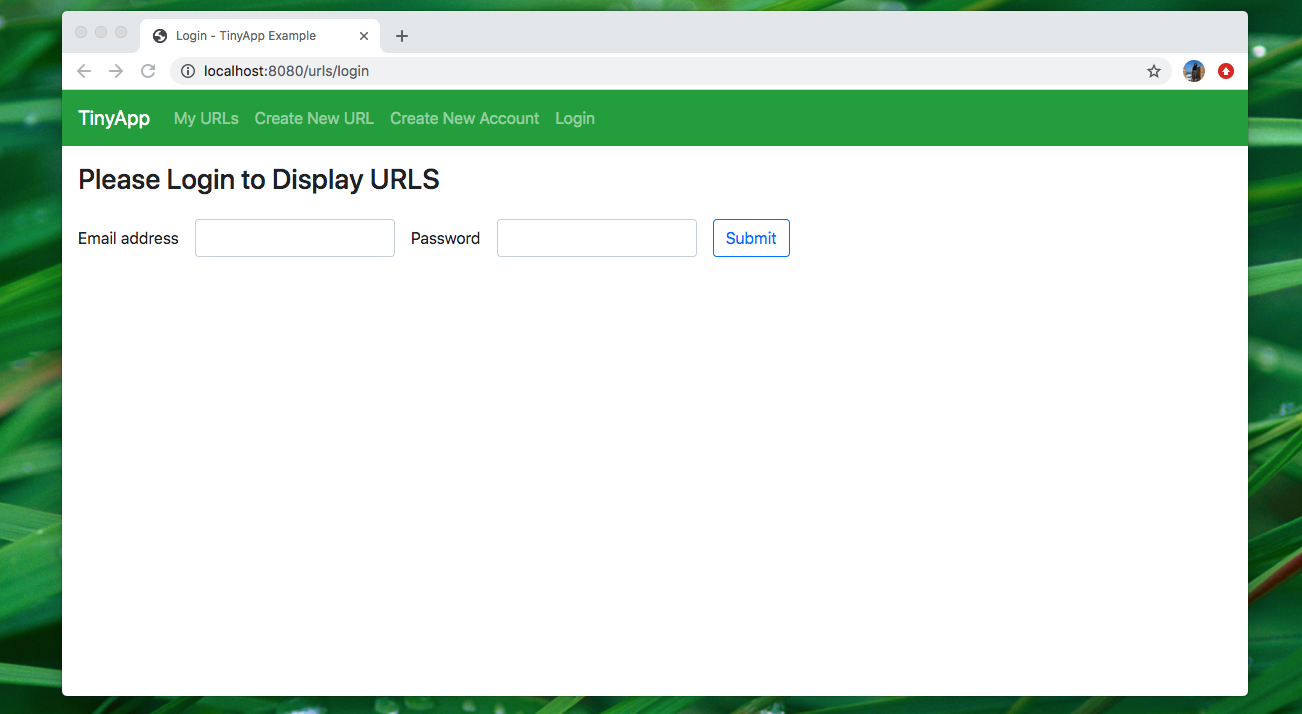 Login - TinyApp Example
localhost:8080/urls/login
TinyApp My URLs Create New URL Create New Account Login
Please Login to Display URLS
Email address Password Submit